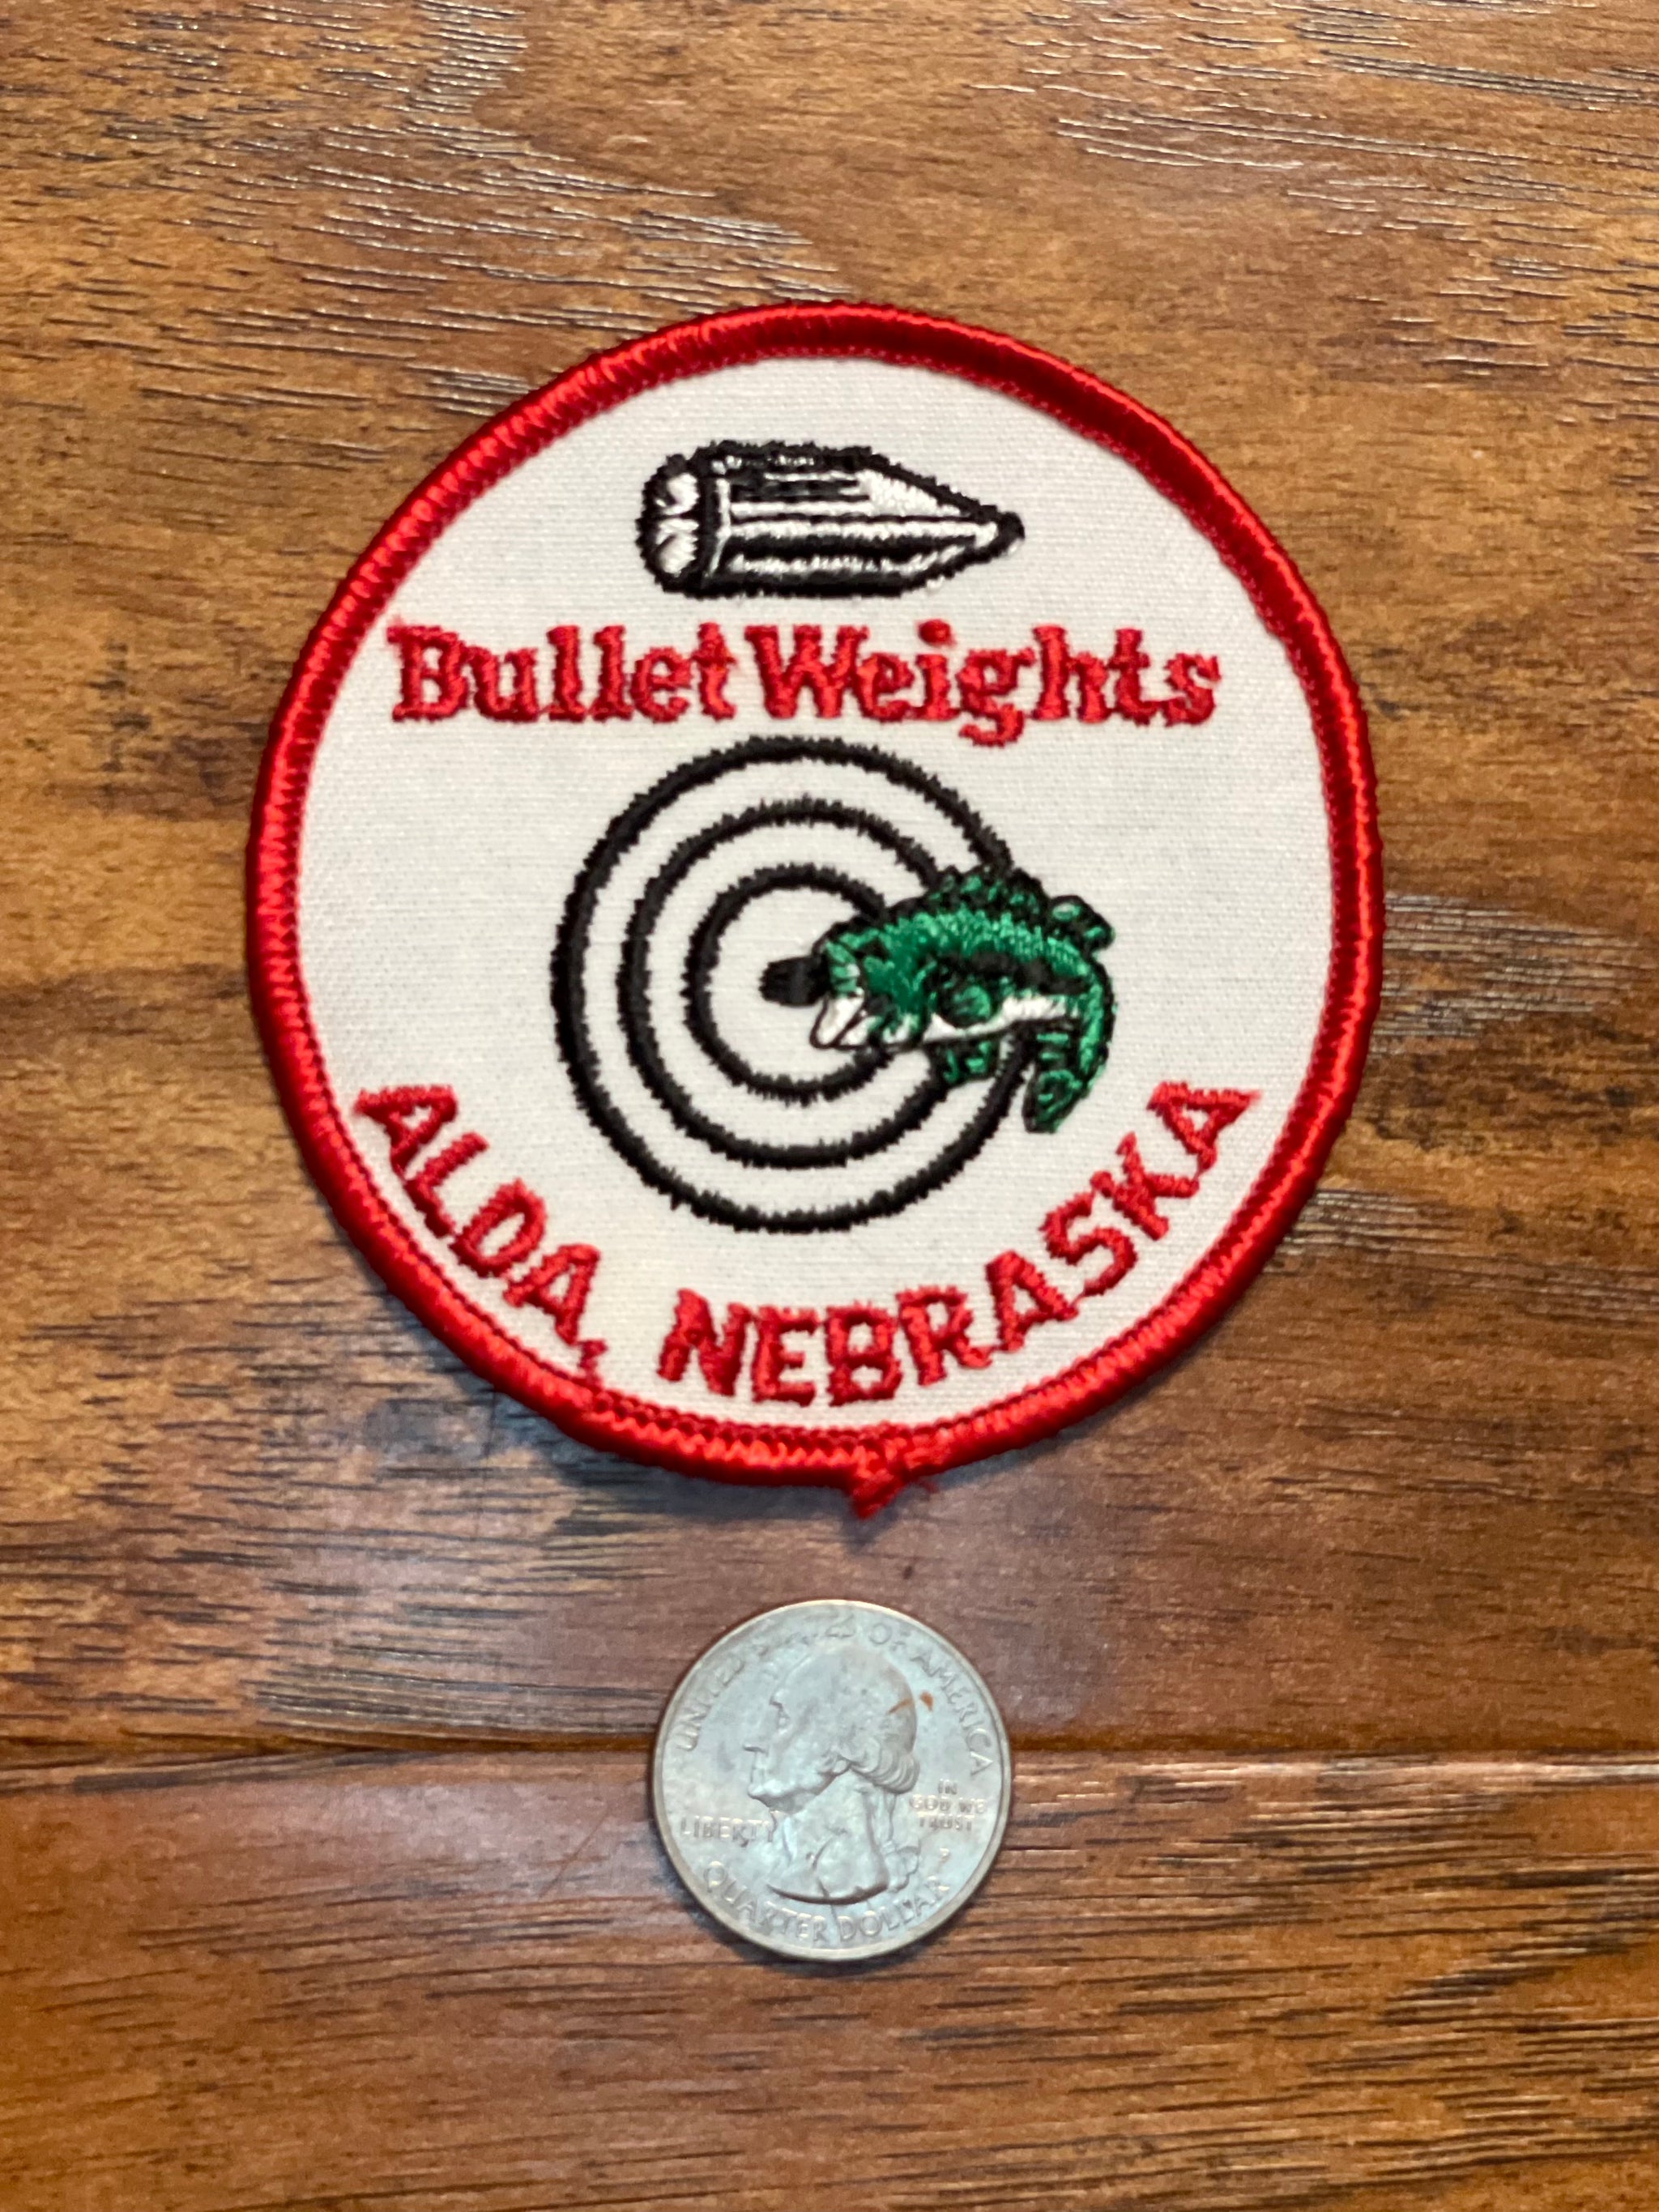 Bullet Weights
ALDA, NEBRASKA
UNITED STATES OF AMERICA
LIBERTY
IN
GOD WE
TRUST
P
QUARTER DOLLAR